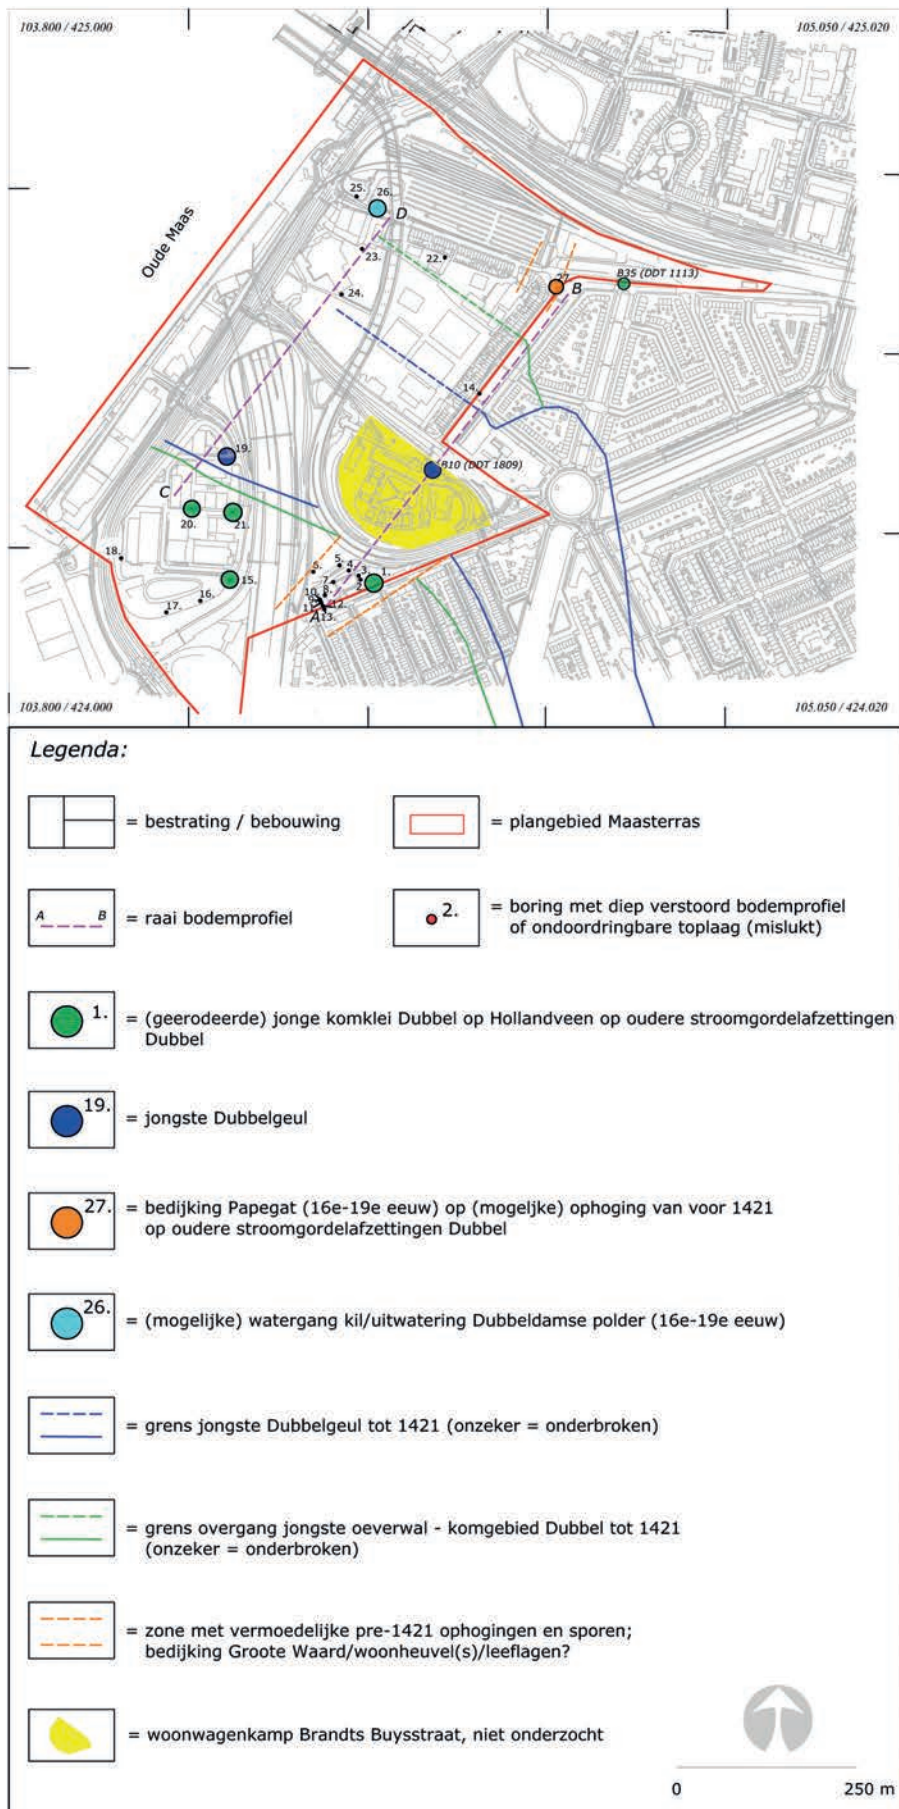 103.800 / 425.000
105.050 / 425.020
Oude Maas
25.
26.
D
23.
22.
24.
27.
B
B35 (DDT 1113)
14.
19.
B10 (DDT 1809)
C
20.
21.
18.
15.
16.
17.
6.
5.
4.
3.
1.
2.
7.
8.
10.
9.
11.
12.
A
13.
103.800 / 424.000
105.050 / 424.020
Legenda:
= bestrating / bebouwing
= plangebied Maasterras
A B
= raai bodemprofiel
2.
= boring met diep verstoord bodemprofiel
of ondoordringbare toplaag (mislukt)
1.
= (geerodeerde) jonge komklei Dubbel op Hollandveen op oudere stroomgordelafzettingen
Dubbel
19.
= jongste Dubbelgeul
27.
= bedijking Papegat (16e-19e eeuw) op (mogeljke) ophoging van voor 1421
op oudere stroomgordelafzettingen Dubbel
26.
= (mogelijke) watergang kil/uitwatering Dubbeldamse polder (16e-19e eeuw)
= grens jongste Dubbelgeul tot 1421 (onzeker = onderbroken)
= grens overgang jongste oeverwal - komgebied Dubbel tot 1421
(onzeker = onderbroken)
= zone met vermoedelijke pre-1421 ophogingen en sporen;
bedijking Groote Waard/woonheuvel(s)/leeflagen?
= woonwagenkamp Brandts Buysstraat, niet onderzocht
0 250 m